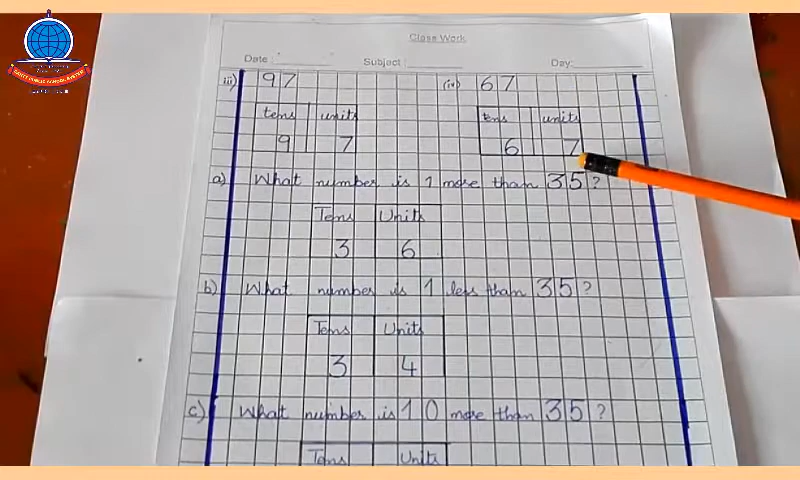 Class Work
Date : Subject : Day:
iii) 97 (iv) 67
tens units tens units
9 7 6 7
a) What number is 1 more than 35?
Tens Units
3 6
b) What number is 1 less than 35?
Tens Units
3 4
c) What number is 10 more than 35?
Tens Units